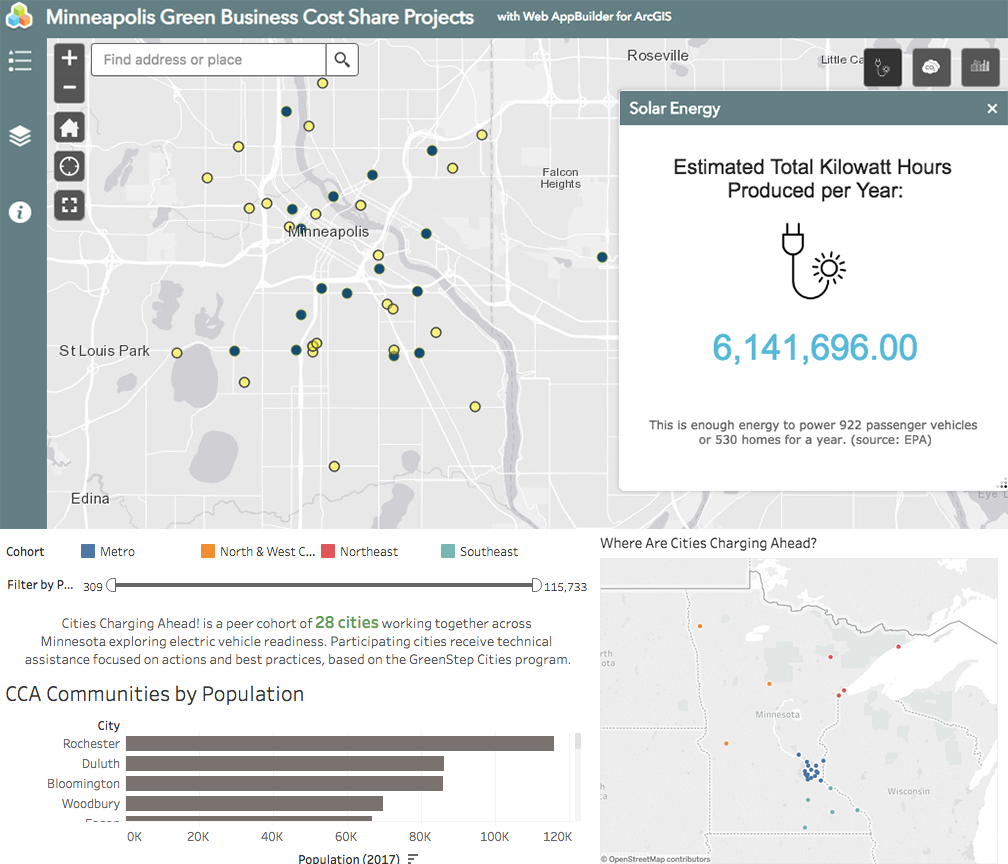 Minneapolis Green Business Cost Share Projects with Web AppBuilder for ArcGIS
Find address or place
Roseville
Little Ca
CO2
Solar Energy
Estimated Total Kilowatt Hours
Produced per Year:
6,141,696.00
This is enough energy to power 922 passenger vehicles
or 530 homes for a year. (source: EPA)
Falcon
Heights
Minneapolis
St Louis Park
Edina
Eye L
Cohort
Metro
North & West C...
Northeast
Southeast
Filter by P...
309
115,733
Cities Charging Ahead! is a peer cohort of 28 cities working together across
Minnesota exploring electric vehicle readiness. Participating cities receive technical
assistance focused on actions and best practices, based on the GreenStep Cities program.
CCA Communities by Population
City
Rochester
Duluth
Bloomington
Woodbury
0K 20K 40K 60K 80K 100K 120K
Population (2017)
Where Are Cities Charging Ahead?
rth
ota
Minnesota
Wisconsin
h
ta
© OpenStreetMap contributors